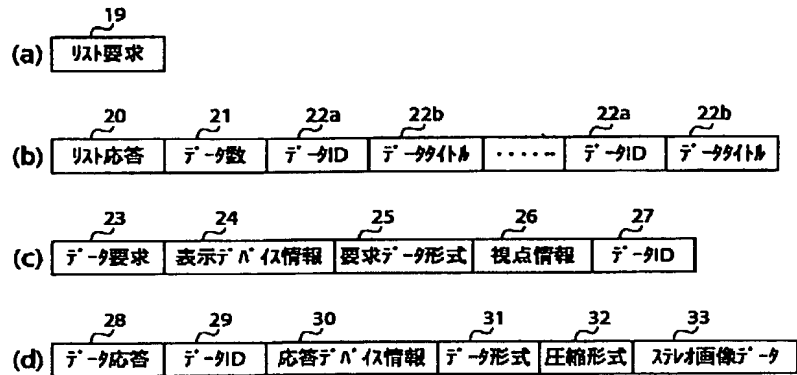 19
(a) リスト要求
20 21 22a 22b 22a 22b
(b) リスト応答 データ数 データID データタイトル ・・・・・・ データID データタイトル
23 24 25 26 27
(c) データ要求 表示デバイス情報 要求データ形式 視点情報 データID
28 29 30 31 32 33
(d) データ応答 データID 応答デバイス情報 データ形式 圧縮形式 ステレオ画像データ